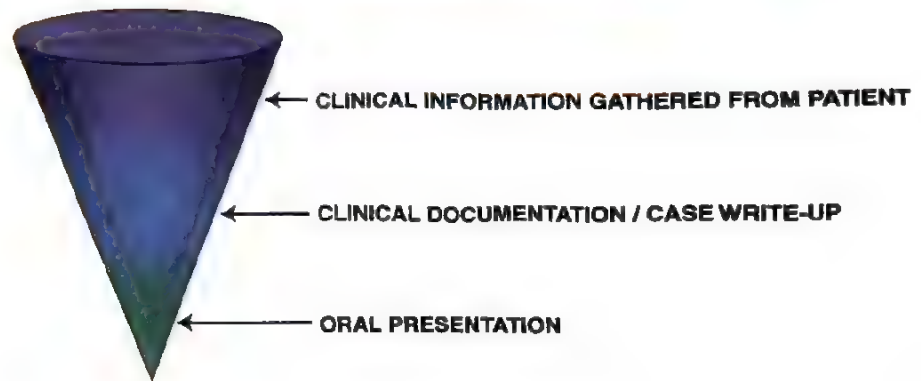 CLINICAL INFORMATION GATHERED FROM PATIENT
CLINICAL DOCUMENTATION / CASE WRITE-UP
ORAL PRESENTATION